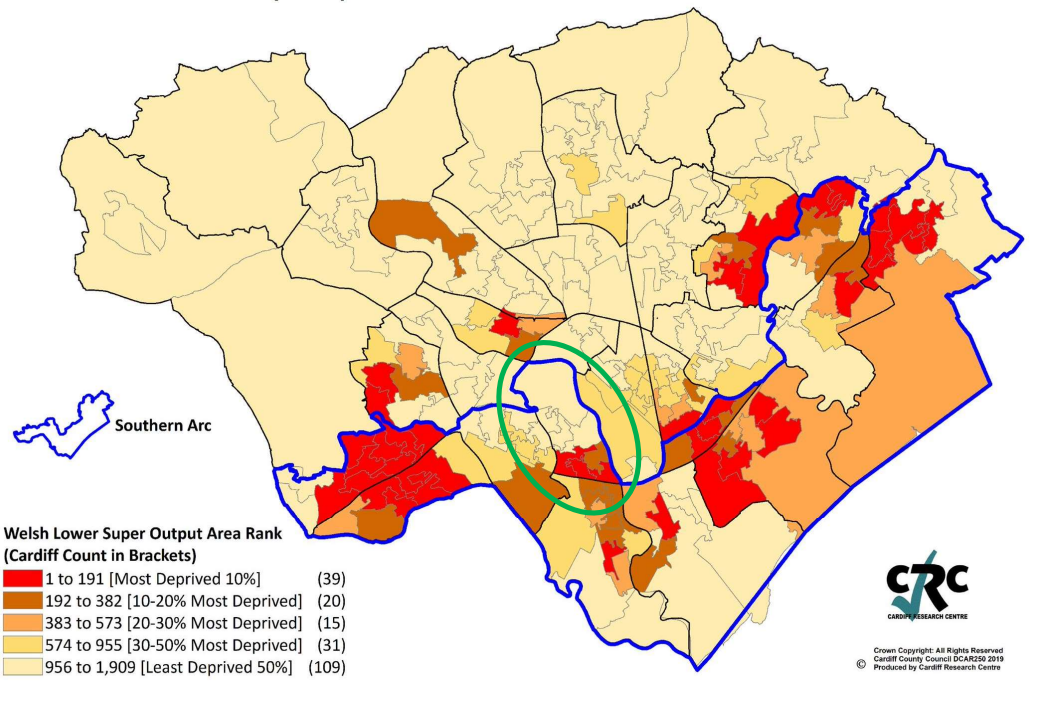 Southern Arc
Welsh Lower Super Output Area Rank
(Cardiff Count in Brackets)
1 to 191 [Most Deprived 10%] (39)
192 to 382 [10-20% Most Deprived] (20)
383 to 573 [20-30% Most Deprived] (15)
574 to 955 [30-50% Most Deprived] (31)
956 to 1,909 [Least Deprived 50%] (109)
CRC
CARDIFF RESEARCH CENTRE
Crown Copyright: All Rights Reserved
© Cardiff County Council DCAR250 2019
Produced by Cardiff Research Centre